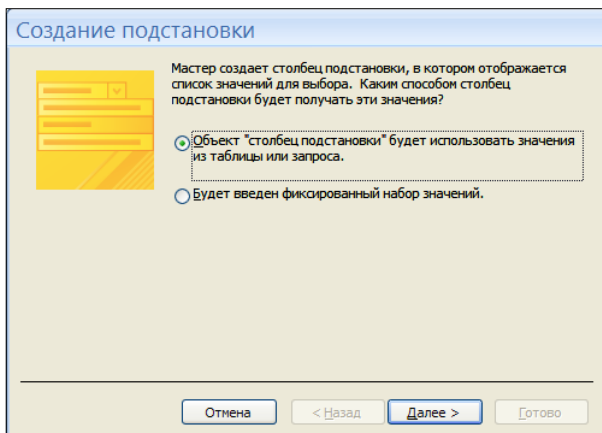 Создание подстановки
Мастер создает столбец подстановки, в котором отображается
список значений для выбора. Каким способом столбец
подстановки будет получать эти значения?
Объект "столбец подстановки" будет использовать значения
из таблицы или запроса.
Будет введен фиксированный набор значений.
Отмена
< Назад
Далее >
Готово